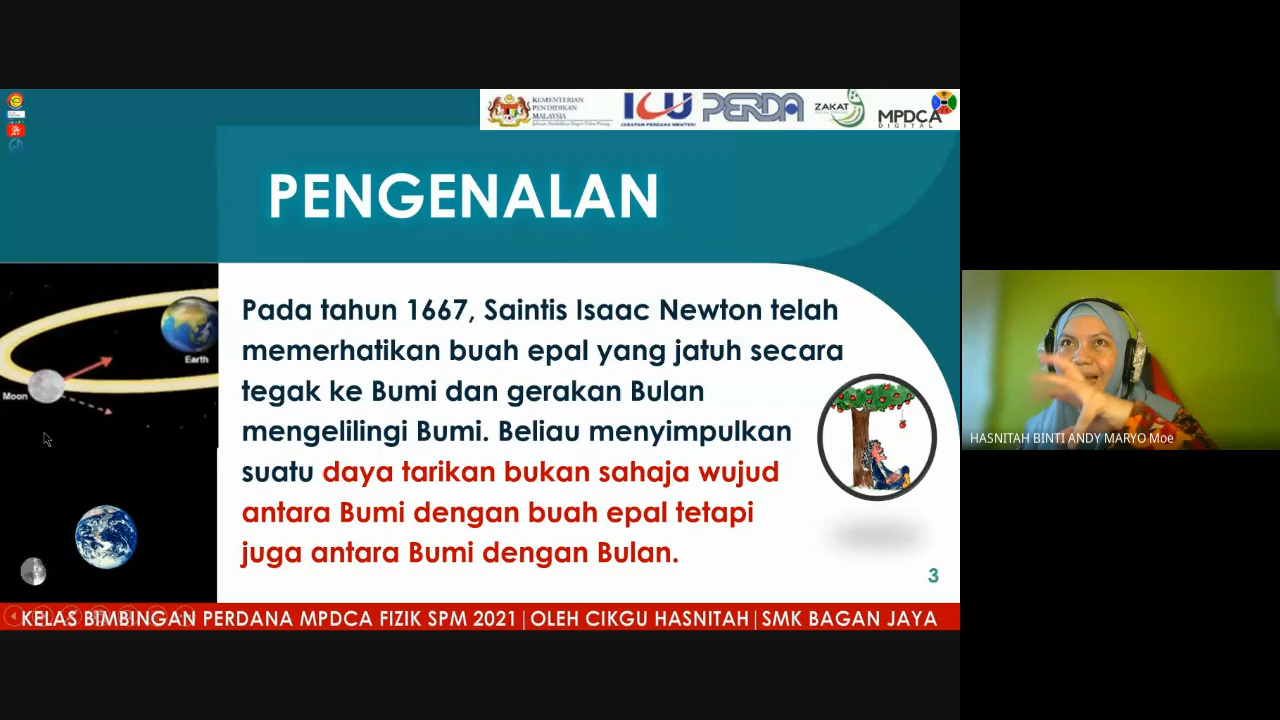 KEMENTERIAN
PENDIDIKAN
MALAYSIA
ICU
JABATAN PERDANA MENTERI
PERDA
ZAKAT
MPDCA
DIGITAL
PENGENALAN
Earth
Moon
Pada tahun 1667, Saintis Isaac Newton telah
memerhatikan buah epal yang jatuh secara
tegak ke Bumi dan gerakan Bulan
mengelilingi Bumi. Beliau menyimpulkan
suatu daya tarikan bukan sahaja wujud
antara Bumi dengan buah epal tetapi
juga antara Bumi dengan Bulan.
3
HASNITAH BINTI ANDY MARYO Moe
KELAS BIMBINGAN PERDANA MPDCA FIZIK SPM 2021|OLEH CIKGU HASNITAH|SMK BAGAN JAYA